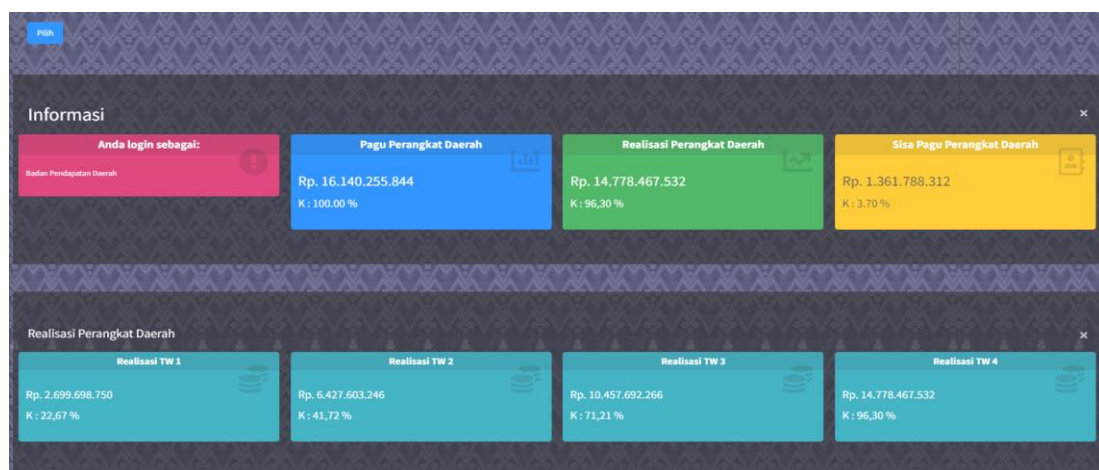 Pilih
Informasi
Anda login sebagai:
Badan Pendapatan Daerah
Pagu Perangkat Daerah
Rp. 16.140.255.844
K : 100.00 %
Realisasi Perangkat Daerah
Rp. 14.778.467.532
K : 96,30 %
Sisa Pagu Perangkat Daerah
Rp. 1.361.788.312
K : 3.70 %
Realisasi Perangkat Daerah
Realisasi TW 1
Rp. 2.699.698.750
K : 22,67 %
Realisasi TW 2
Rp. 6.427.603.246
K : 41,72 %
Realisasi TW 3
Rp. 10.457.692.266
K : 71,21 %
Realisasi TW 4
Rp. 14.778.467.532
K : 96,30 %